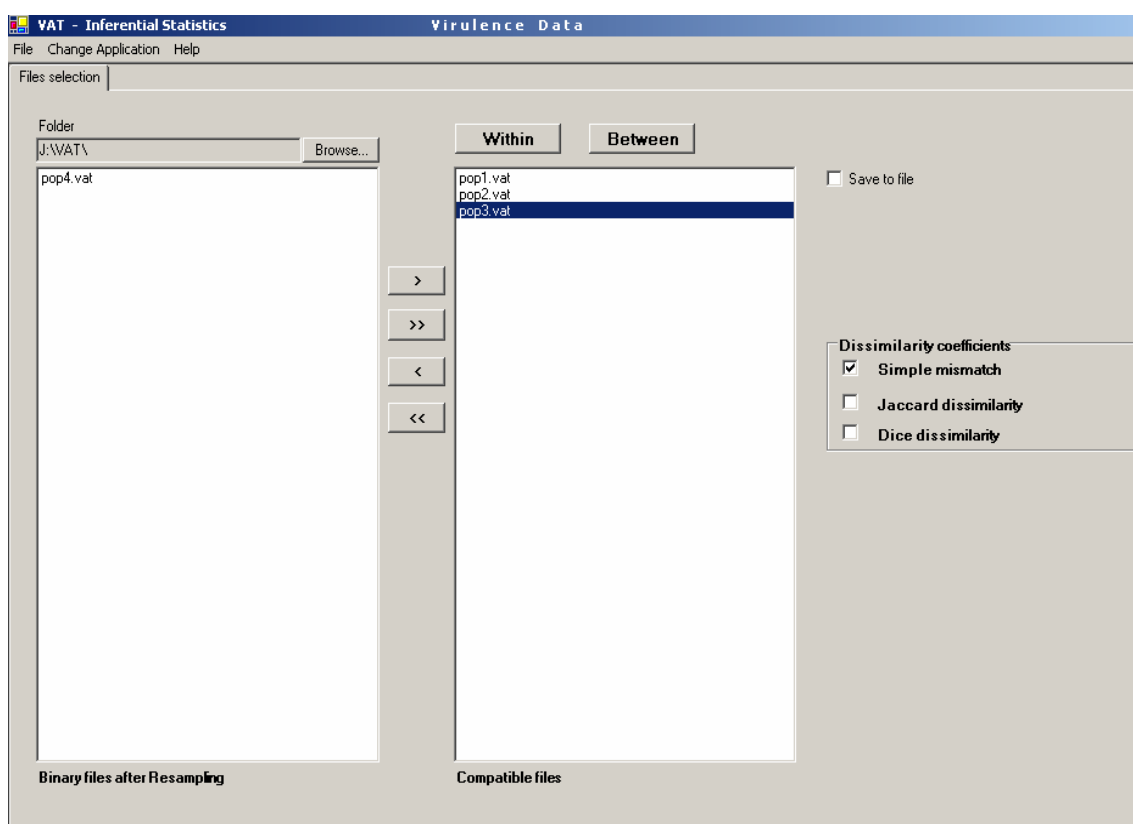 VAT - Inferential Statistics Virulence Data
File Change Application Help
Files selection
Folder
J:\VAT\ Browse...
Within Between
pop4.vat
pop1.vat
pop2.vat
pop3.vat
Save to file
>
>>
<
<<
Dissimilarity coefficients
Simple mismatch
Jaccard dissimilarity
Dice dissimilarity
Binary files after Resampling
Compatible files